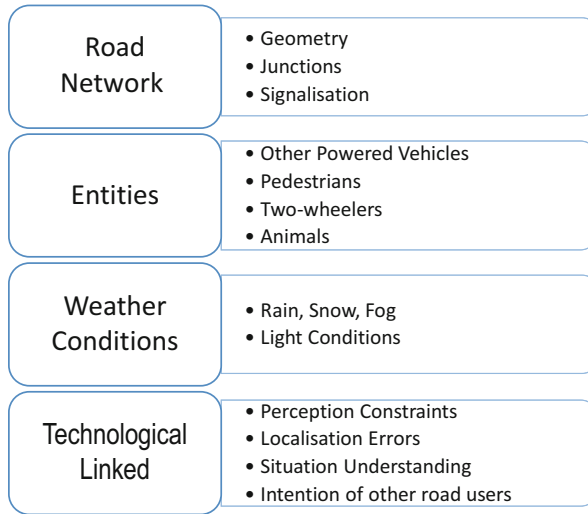 Road
Network
• Geometry
• Junctions
• Signalisation
Entities
• Other Powered Vehicles
• Pedestrians
• Two-wheelers
• Animals
Weather
Conditions
• Rain, Snow, Fog
• Light Conditions
Technological
Linked
• Perception Constraints
• Localisation Errors
• Situation Understanding
• Intention of other road users